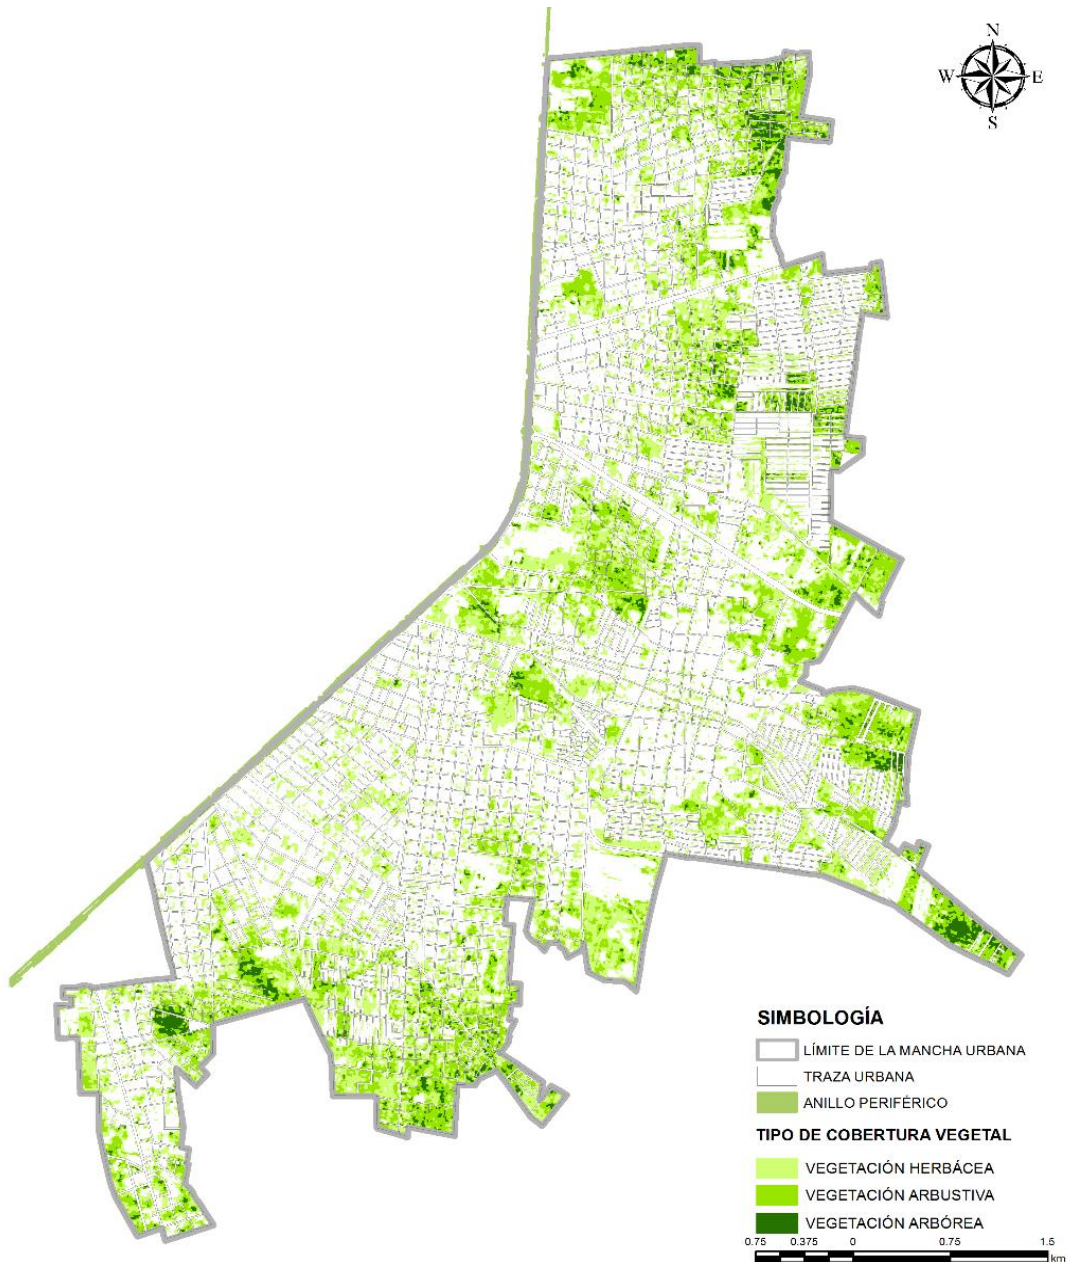 N
W E
S
SIMBOLOGÍA
LÍMITE DE LA MANCHA URBANA
TRAZA URBANA
ANILLO PERIFÉRICO
TIPO DE COBERTURA VEGETAL
VEGETACIÓN HERBÁCEA
VEGETACIÓN ARBUSTIVA
VEGETACIÓN ARBÓREA
0.75 0.375 0 0.75 1.5
km